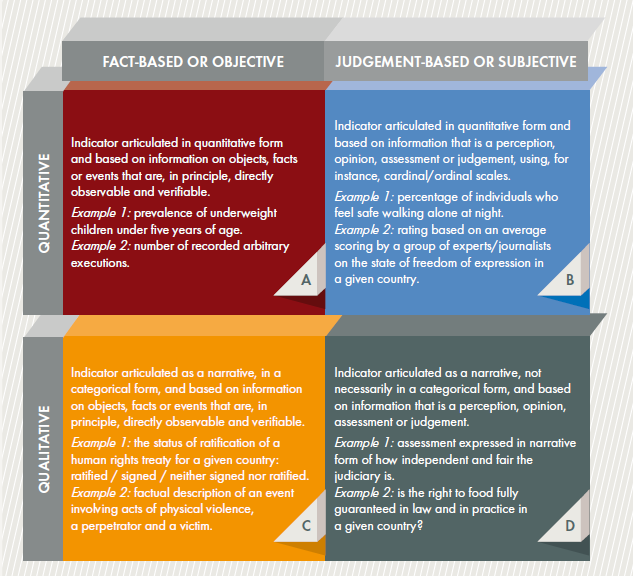 FACT-BASED OR OBJECTIVE
JUDGEMENT-BASED OR SUBJECTIVE
QUANTITATIVE
Indicator articulated in quantitative form
and based on information on objects, facts
or events that are, in principle, directly
observable and verifiable.
Example 1: prevalence of underweight
children under five years of age.
Example 2: number of recorded arbitrary
executions.
A
Indicator articulated in quantitative form and
based on information that is a perception,
opinion, assessment or judgement, using, for
instance, cardinal/ordinal scales.
Example 1: percentage of individuals who
feel safe walking alone at night.
Example 2: rating based on an average
scoring by a group of experts/journalists
on the state of freedom of expression in
a given country.
B
QUALITATIVE
Indicator articulated as a narrative, in a
categorical form, and based on information
on objects, facts or events that are, in
principle, directly observable and verifiable.
Example 1: the status of ratification of a
human rights treaty for a given country:
ratified / signed / neither signed nor ratified.
Example 2: factual description of an event
involving acts of physical violence,
a perpetrator and a victim.
C
Indicator articulated as a narrative, not
necessarily in a categorical form, and based
on information that is a perception, opinion,
assessment or judgement.
Example 1: assessment expressed in narrative
form of how independent and fair the
judiciary is.
Example 2: is the right to food fully
guaranteed in law and in practice in
a given country?
D